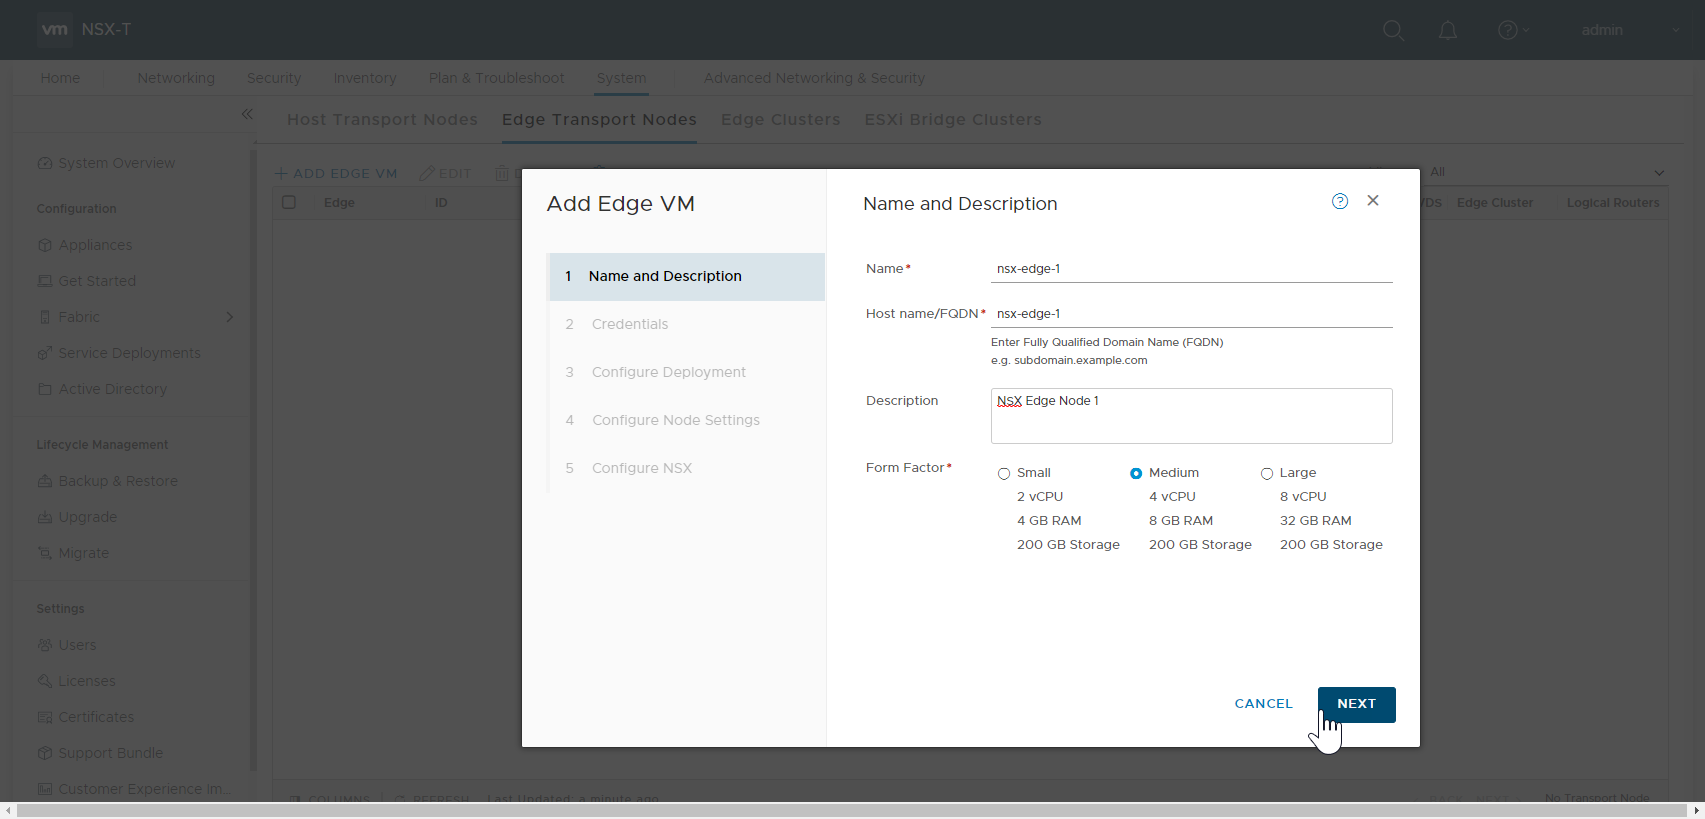 vm NSX-T
admin
Home Networking Security Inventory Plan & Troubleshoot System Advanced Networking & Security
Host Transport Nodes Edge Transport Nodes Edge Clusters ESXi Bridge Clusters
System Overview
Configuration
Appliances
Get Started
Fabric
Service Deployments
Active Directory
Lifecycle Management
Backup & Restore
Upgrade
Migrate
Settings
Users
Licenses
Certificates
Support Bundle
Customer Experience Im...
+ ADD EDGE VM EDIT
All
Edge ID VDS Edge Cluster Logical Routers
Add Edge VM
1 Name and Description
2 Credentials
3 Configure Deployment
4 Configure Node Settings
5 Configure NSX
Name and Description
Name* nsx-edge-1
Host name/FQDN* nsx-edge-1
Enter Fully Qualified Domain Name (FQDN)
e.g. subdomain.example.com
Description NSX Edge Node 1
Form Factor* Small Medium Large
2 vCPU 4 vCPU 8 vCPU
4 GB RAM 8 GB RAM 32 GB RAM
200 GB Storage 200 GB Storage 200 GB Storage
CANCEL NEXT
COLUMNS REFRESH Last Updated: a minute ago BACK NEXT No Transport Node